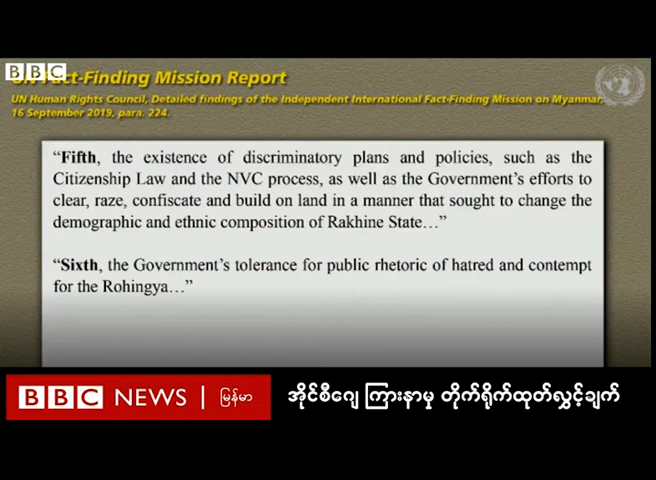 BBC
UN Fact-Finding Mission Report
UN Human Rights Council, Detailed findings of the Independent International Fact-Finding Mission on Myanmar,
16 September 2019, para. 224.
“Fifth, the existence of discriminatory plans and policies, such as the
Citizenship Law and the NVC process, as well as the Government’s efforts to
clear, raze, confiscate and build on land in a manner that sought to change the
demographic and ethnic composition of Rakhine State…”
“Sixth, the Government’s tolerance for public rhetoric of hatred and contempt
for the Rohingya…”
BBC NEWS | မြန်မာ
အိုင်စီဂျေ ကြားနာမှု တိုက်ရိုက်ထုတ်လွှင့်ချက်